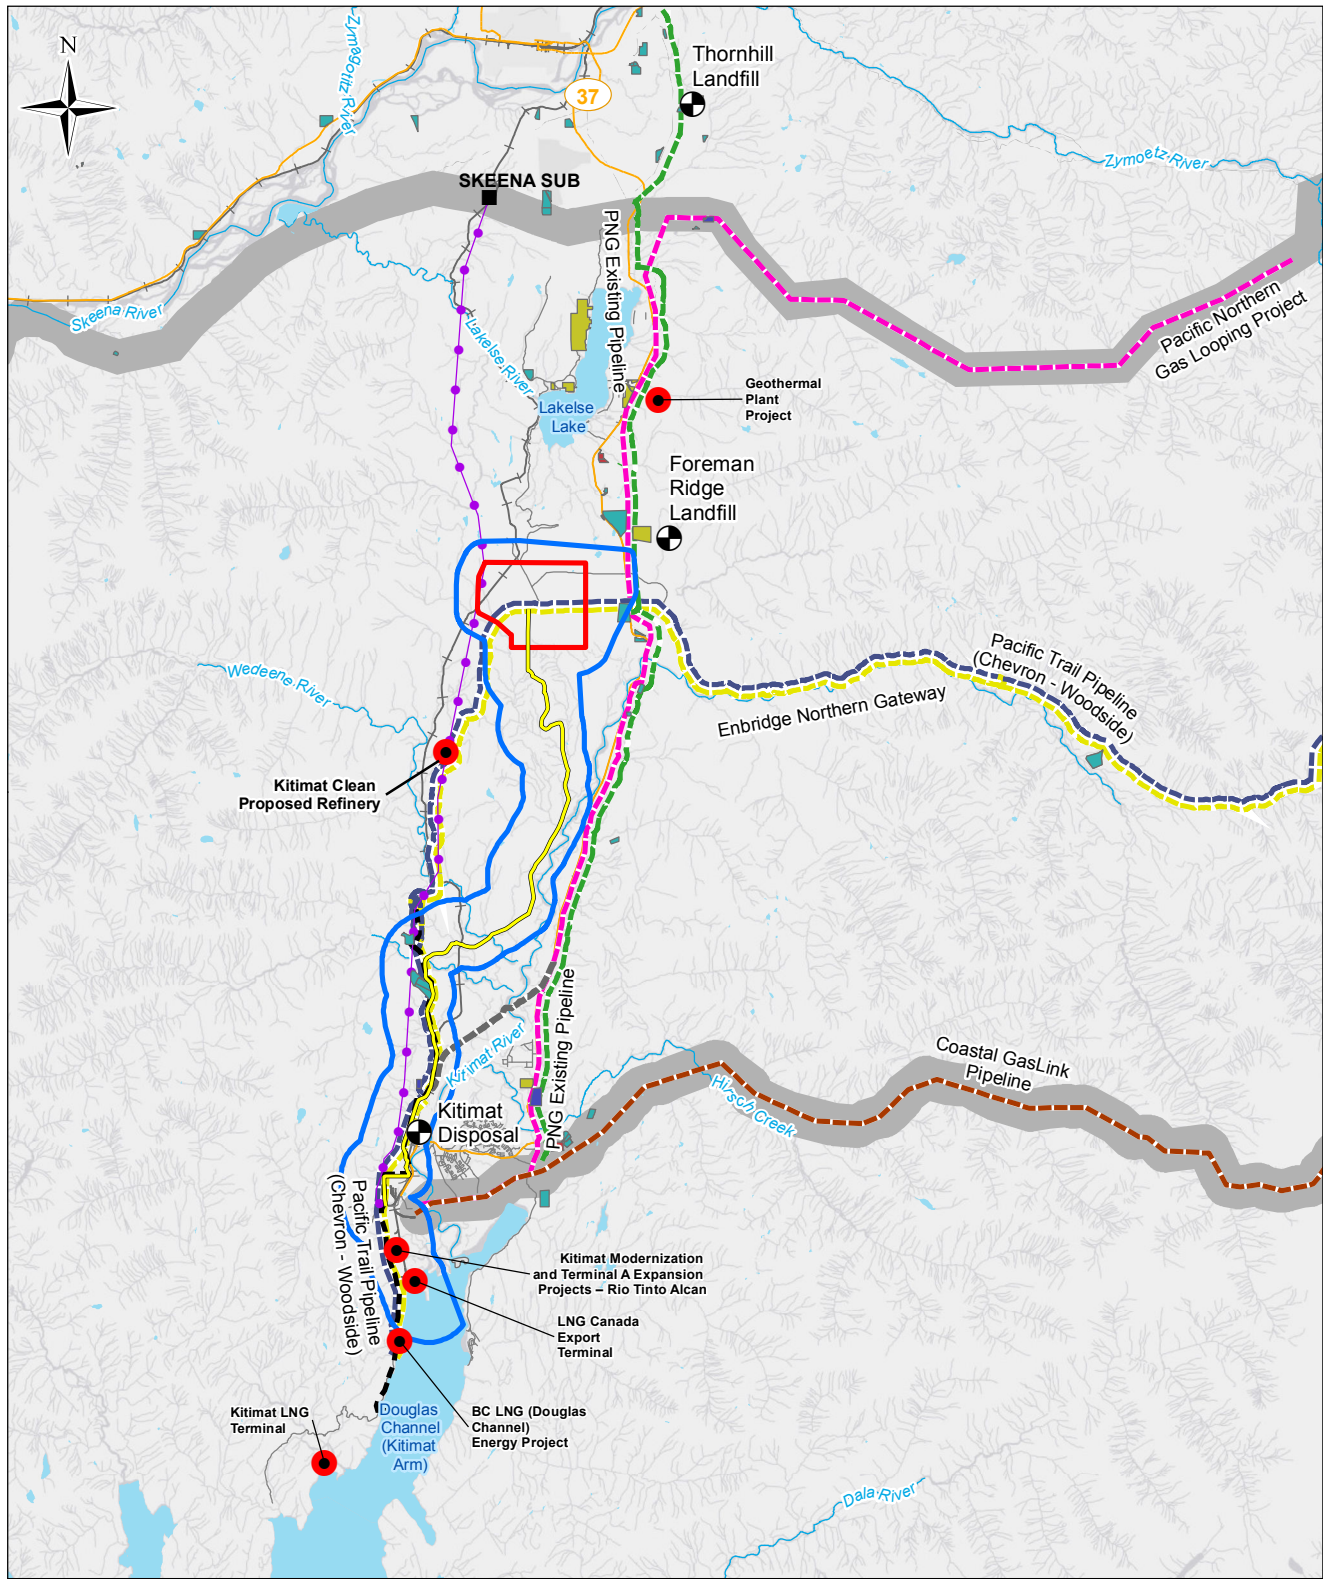 N
Zymagotitz River
37
Thornhill
Landfill
Zymoetz River
SKEENA SUB
PNG Existing Pipeline
Skeena River
Lakelse River
Pacific Northern
Gas Looping Project
Geothermal
Plant
Project
Lakelse
Lake
Foreman
Ridge
Landfill
Wedeene River
Pacific Trail Pipeline
(Chevron - Woodside)
Enbridge Northern Gateway
Kitimat Clean
Proposed Refinery
PNG Existing Pipeline
Kitimat River
Coastal GasLink
Pipeline
Hirsch Creek
Kitimat
Disposal
Pacific Trail Pipeline
(Chevron - Woodside)
Kitimat Modernization
and Terminal A Expansion
Projects – Rio Tinto Alcan
LNG Canada
Export
Terminal
Kitimat LNG
Terminal
Douglas
Channel
(Kitimat
Arm)
BC LNG (Douglas
Channel)
Energy Project
Dala River